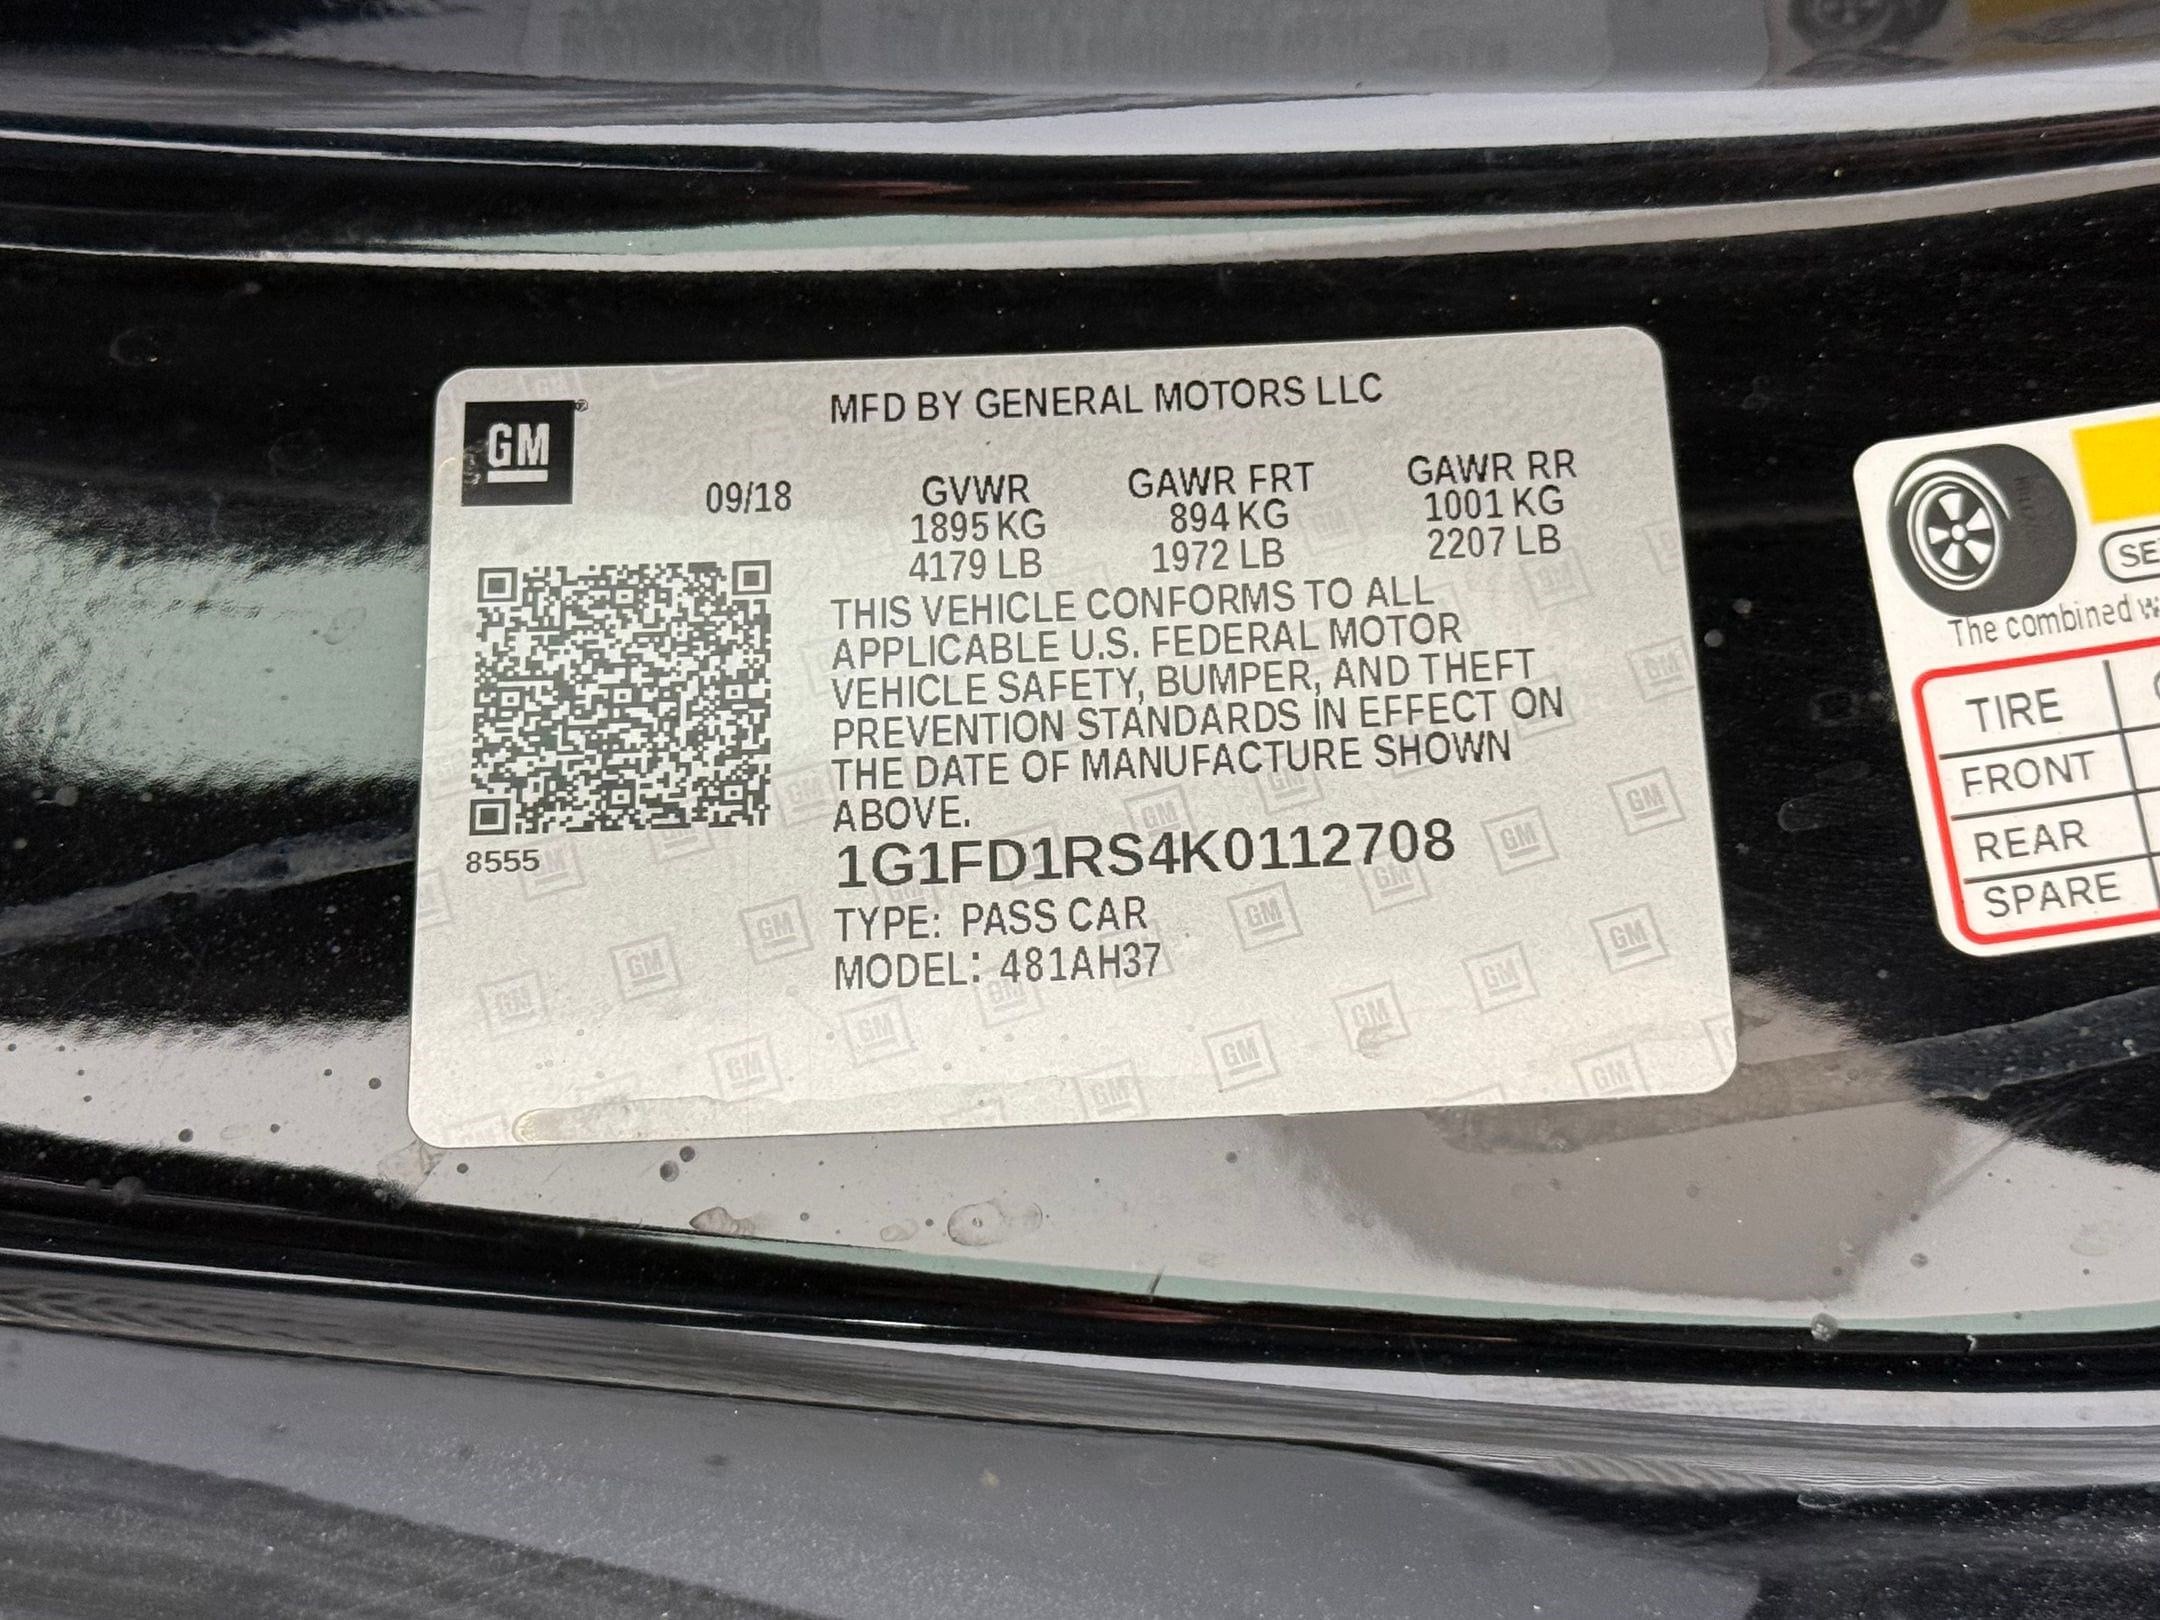 GM
MFD BY GENERAL MOTORS LLC
09/18 GVWR GAWR FRT GAWR RR
1895 KG 894 KG 1001 KG
4179 LB 1972 LB 2207 LB
THIS VEHICLE CONFORMS TO ALL
APPLICABLE U.S. FEDERAL MOTOR
VEHICLE SAFETY, BUMPER, AND THEFT
PREVENTION STANDARDS IN EFFECT ON
THE DATE OF MANUFACTURE SHOWN
ABOVE.
8555
1G1FD1RS4K0112708
TYPE: PASS CAR
MODEL: 481AH37
The combined
TIRE
FRONT
REAR
SPARE